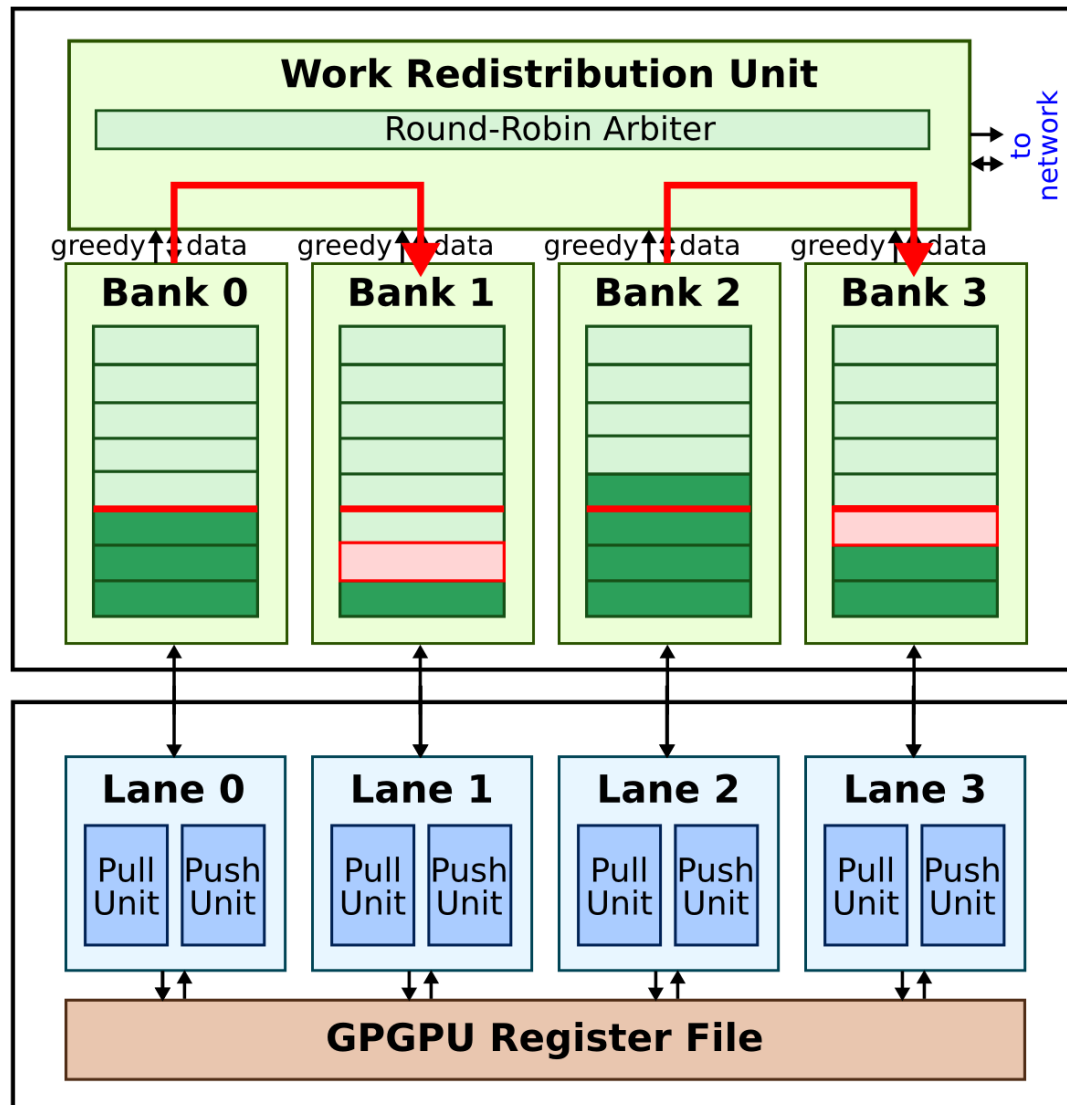 Work Redistribution Unit
Round-Robin Arbiter
to
network
greedy data greedy data greedy data greedy data
Bank 0 Bank 1 Bank 2 Bank 3
Lane 0 Lane 1 Lane 2 Lane 3
Pull Push Pull Push Pull Push Pull Push
Unit Unit Unit Unit Unit Unit Unit Unit
GPGPU Register File